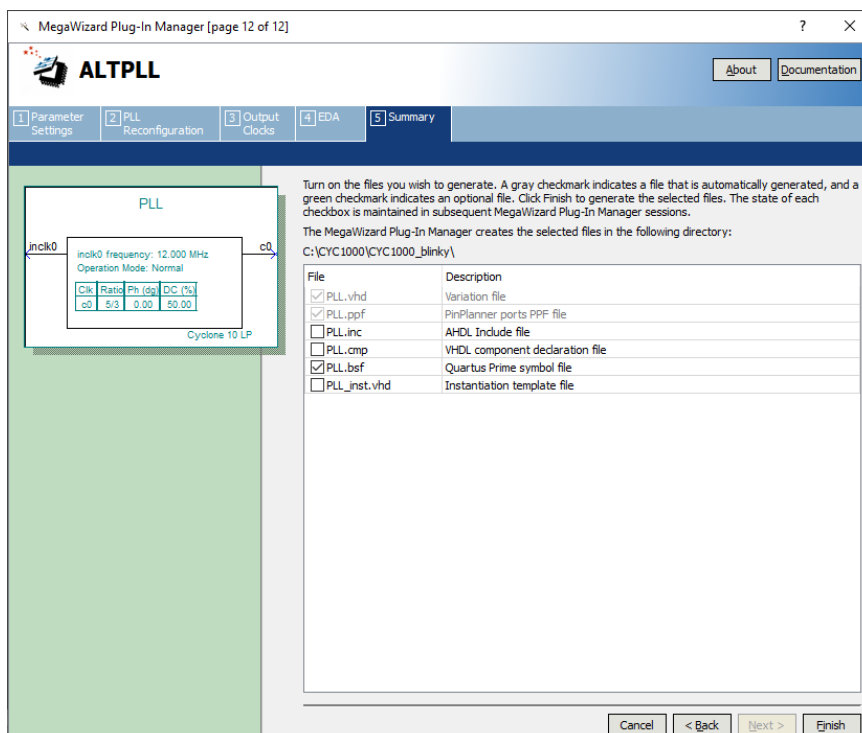 MegaWizard Plug-In Manager [page 12 of 12]
?
ALTPLL
About
Documentation
1 Parameter Settings
2 PLL Reconfiguration
3 Output Clocks
4 EDA
5 Summary
PLL
inclk0
c0
inclk0 frequency: 12.000 MHz
Operation Mode: Normal
Clk Ratio Ph (dg) DC (%)
c0 5/3 0.00 50.00
Cyclone 10 LP
Turn on the files you wish to generate. A gray checkmark indicates a file that is automatically generated, and a
green checkmark indicates an optional file. Click Finish to generate the selected files. The state of each
checkbox is maintained in subsequent MegaWizard Plug-In Manager sessions.
The MegaWizard Plug-In Manager creates the selected files in the following directory:
C:\CYC1000\CYC1000_blinky\
File Description
PLL.vhd Variation file
PLL.ppf PinPlanner ports PPF file
PLL.inc AHDL Include file
PLL.cmp VHDL component declaration file
PLL.bsf Quartus Prime symbol file
PLL_inst.vhd Instantiation template file
Cancel
< Back
Next >
Finish